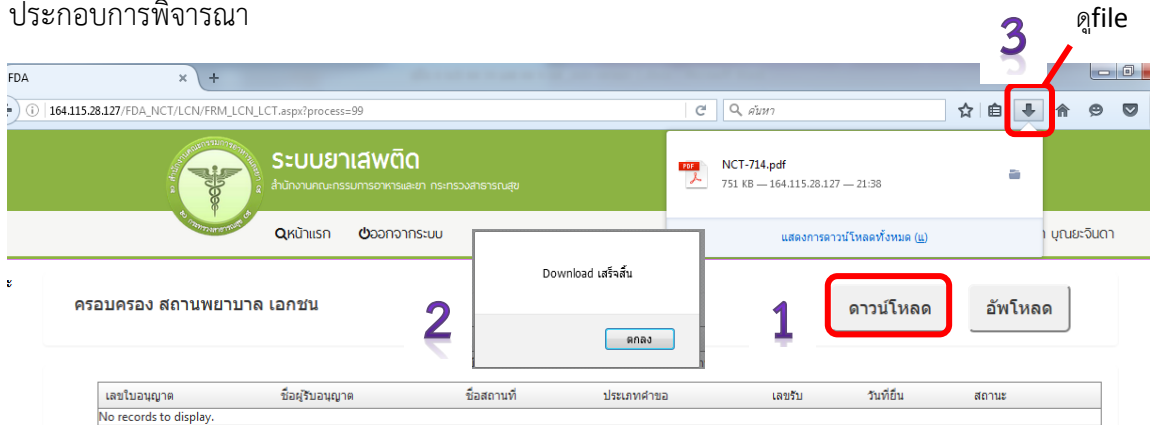 ประกอบการพิจารณา
3
ดูfile
FDA
164.115.28.127/FDA_NCT/LCN/FRM_LCN_LCT.aspx?process=99
ค้นหา
ระบบยาเสพติด
สำนักงานคณะกรรมการอาหารและยา กระทรวงสาธารณสุข
NCT-714.pdf
751 KB — 164.115.28.127 — 21:38
หน้าแรก ออกจากระบบ
แสดงการดาวน์โหลดทั้งหมด (แ)
บุณยะจินดา
Download เสร็จสิ้น
ตกลง
ครอบครอง สถานพยาบาล เอกชน
2
1
ดาวน์โหลด
อัพโหลด
เลขใบอนุญาต ชื่อผู้รับอนุญาต ชื่อสถานที่ ประเภทคำขอ เลขรับ วันที่ยื่น สถานะ
No records to display.